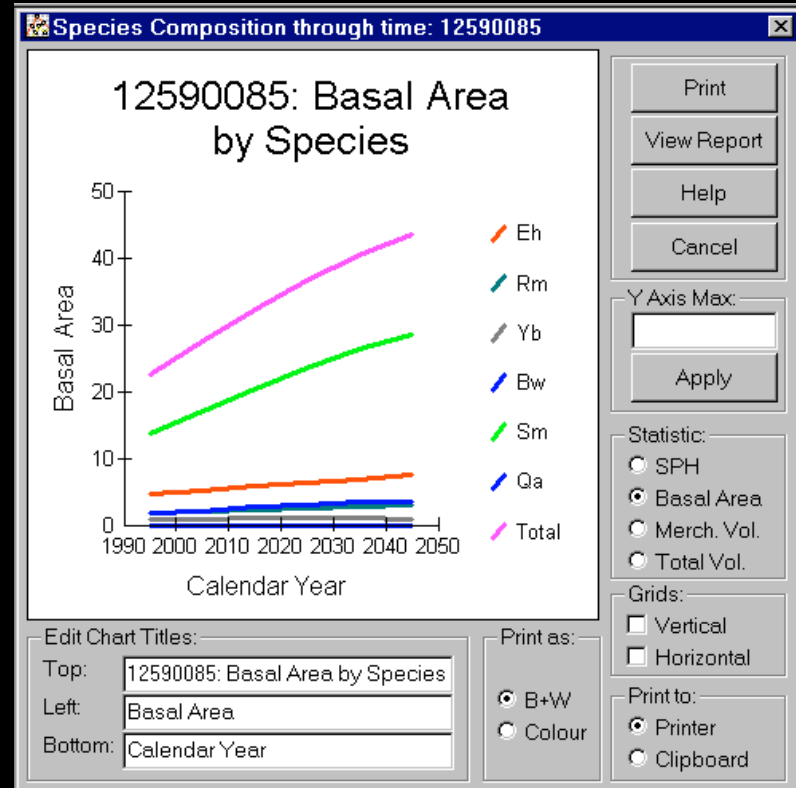 Species Composition through time: 12590085
12590085: Basal Area
by Species
50
40
30
20
10
0
Basal Area
1990 2000 2010 2020 2030 2040 2050
Calendar Year
Eh
Rm
Yb
Bw
Sm
Qa
Total
Print
View Report
Help
Cancel
Y Axis Max:
Apply
Statistic:
SPH
Basal Area
Merch. Vol.
Total Vol.
Grids:
Vertical
Horizontal
Edit Chart Titles:
Top: 12590085: Basal Area by Species
Left: Basal Area
Bottom: Calendar Year
Print as:
B+W
Colour
Print to:
Printer
Clipboard